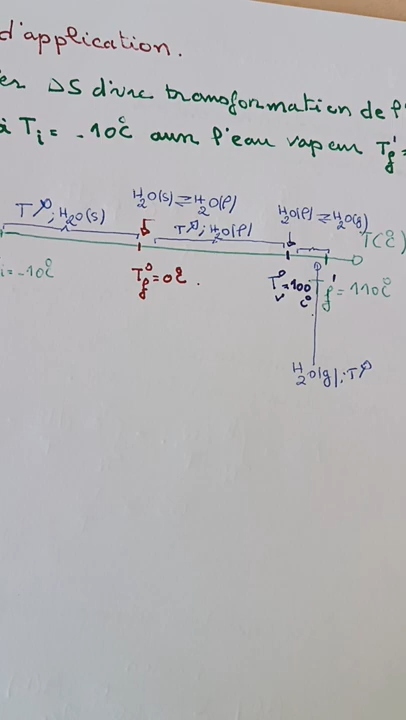 d'application.
ΔS d'une transformation de l'
à Ti = -10°C l'eau vapeur T'f =
H2O(s) ⇄ H2O(l)
T↗; H2O(s)
H2O(l) ⇄ H2O(g)
T↗; H2O(l)
T(°C)
i = -10°C
T°f = 0°C.
T°v = 100°C
T'f = 110°C
H2O(g); T↗